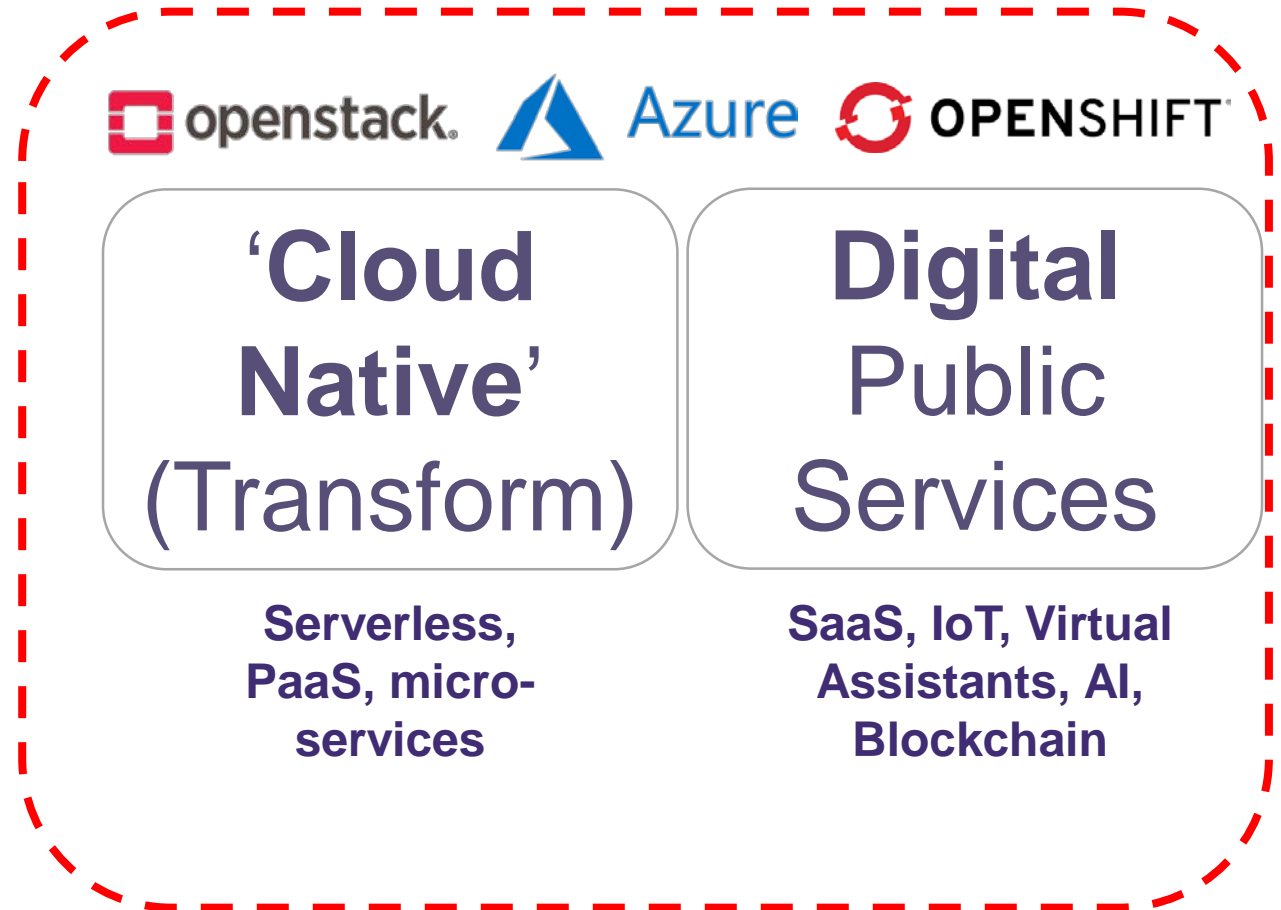 openstack.
Azure
OPENSHIFT
‘Cloud
Native’
(Transform)
Digital
Public
Services
Serverless,
PaaS, micro-
services
SaaS, IoT, Virtual
Assistants, AI,
Blockchain